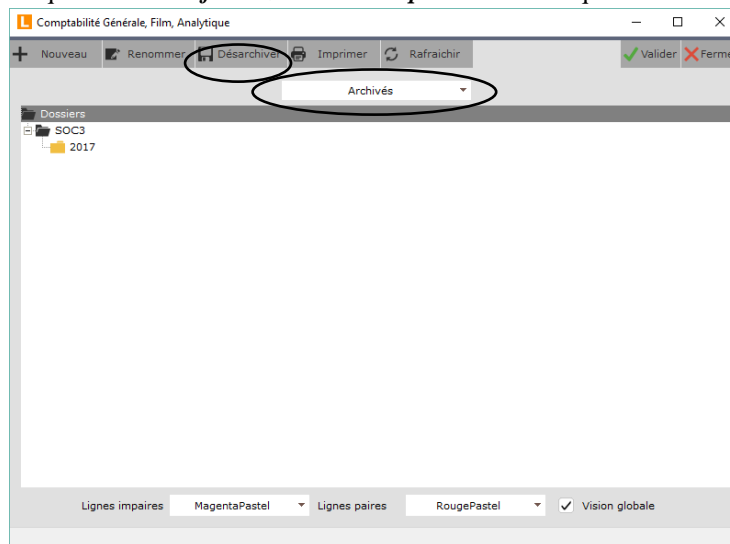 Comptabilité Générale, Film, Analytique
Nouveau Renommer Désarchiver Imprimer Rafraichir Valider Ferme
Archivés
Dossiers
SOC3
2017
Lignes impaires MagentaPastel Lignes paires RougePastel Vision globale